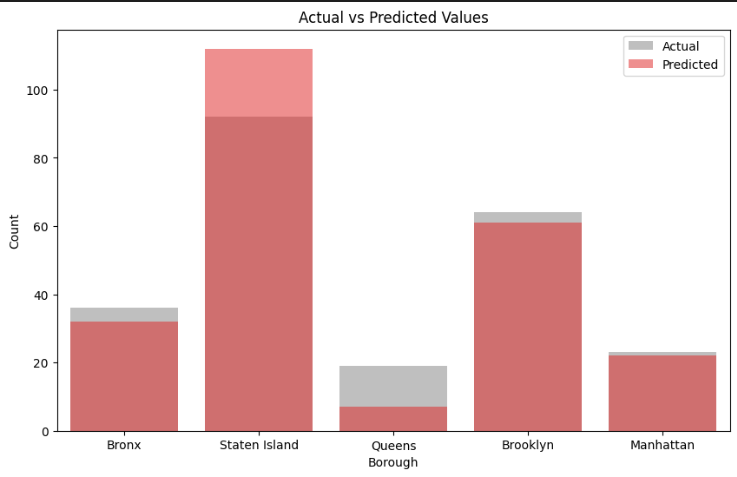 Actual vs Predicted Values
Actual
Predicted
100
80
60
40
20
0
Count
Bronx Staten Island Queens Brooklyn Manhattan
Borough